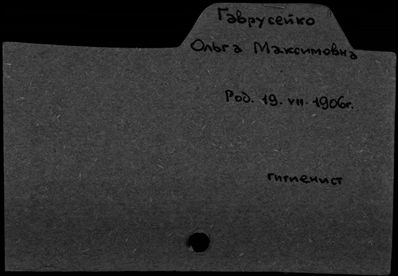 Гаврусейко
Ольга Максимовна
Род. 19.VII.1906г.
гигиенист